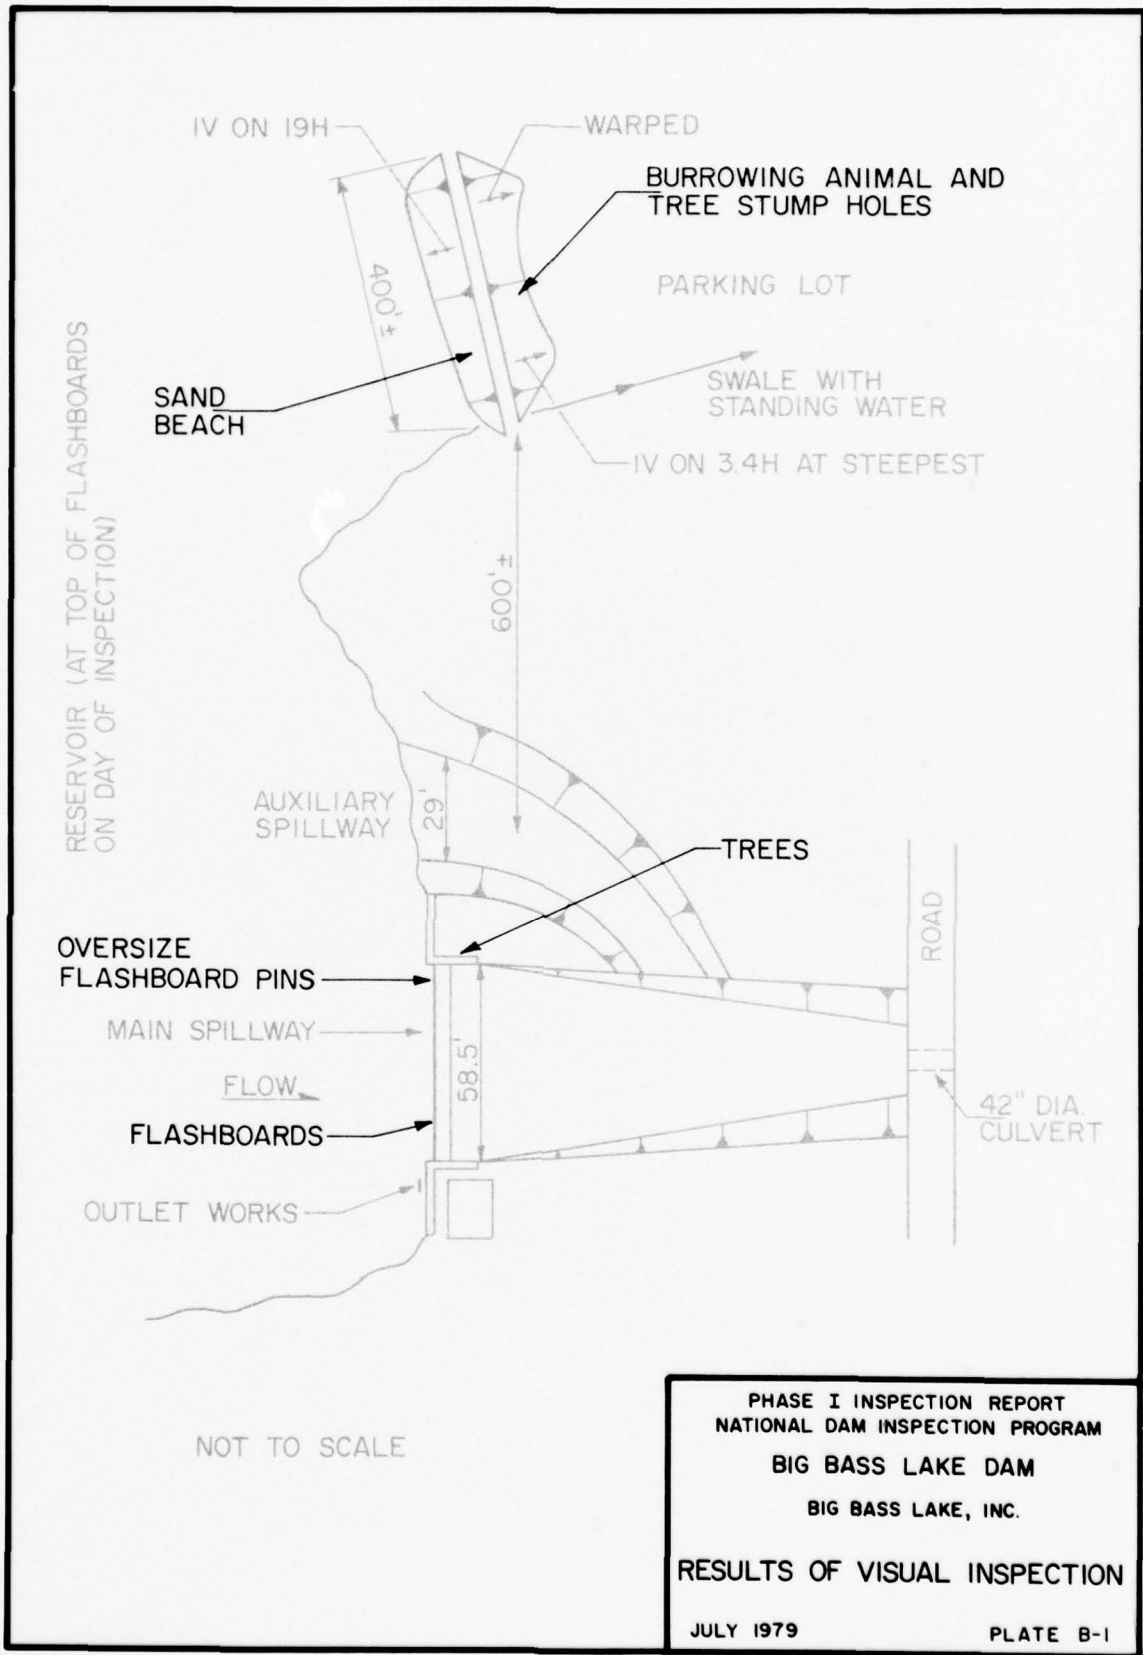 IV ON 19H
WARPED
BURROWING ANIMAL AND
TREE STUMP HOLES
400'±
PARKING LOT
SAND
BEACH
SWALE WITH
STANDING WATER
IV ON 3.4H AT STEEPEST
RESERVOIR (AT TOP OF FLASHBOARDS
ON DAY OF INSPECTION)
600'±
AUXILIARY
SPILLWAY
29'
TREES
ROAD
OVERSIZE
FLASHBOARD PINS
MAIN SPILLWAY
58.5'
FLOW
FLASHBOARDS
42" DIA.
CULVERT
OUTLET WORKS
NOT TO SCALE
PHASE I INSPECTION REPORT
NATIONAL DAM INSPECTION PROGRAM
BIG BASS LAKE DAM
BIG BASS LAKE, INC.
RESULTS OF VISUAL INSPECTION
JULY 1979
PLATE B-I